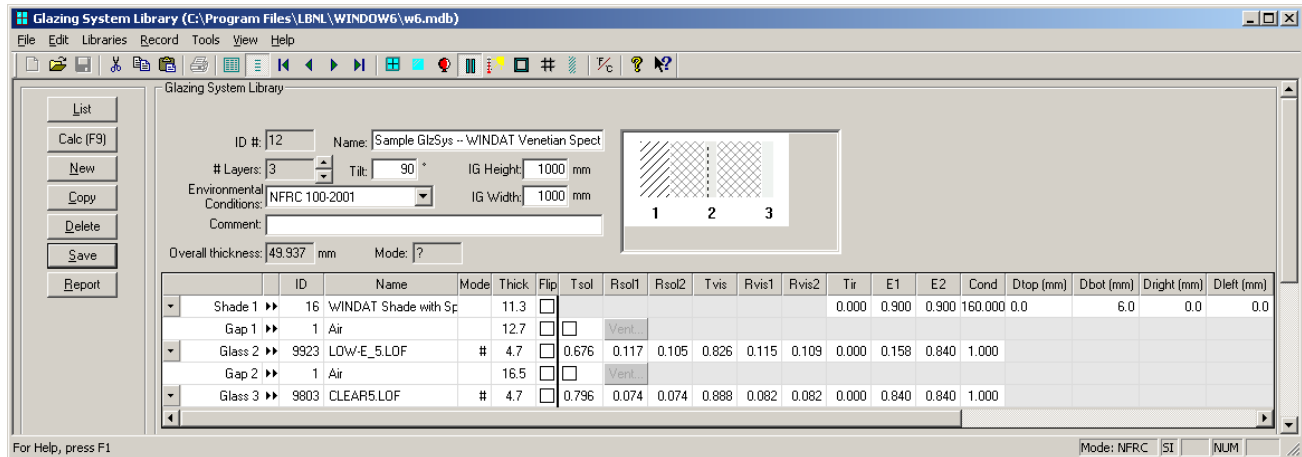 Glazing System Library (C:\Program Files\LBNL\WINDOW6\w6.mdb)
File Edit Libraries Record Tools View Help
Glazing System Library
List
Calc (F9)
New
Copy
Delete
Save
Report
ID #: 12 Name: Sample GlzSys -- WINDAT Venetian Spect
# Layers: 3 Tilt: 90 ° IG Height: 1000 mm
Environmental Conditions: NFRC 100-2001 IG Width: 1000 mm
Comment:
Overall thickness: 49.937 mm Mode: ?
1 2 3
ID Name Mode Thick Flip Tsol Rsol1 Rsol2 Tvis Rvis1 Rvis2 Tir E1 E2 Cond Dtop (mm) Dbot (mm) Dright (mm) Dleft (mm)
Shade 1 16 WINDAT Shade with Sp 11.3 0.000 0.900 0.900 160.000 0.0 6.0 0.0 0.0
Gap 1 1 Air 12.7 Vent...
Glass 2 9923 LOW-E_5.LOF # 4.7 0.676 0.117 0.105 0.826 0.115 0.109 0.000 0.158 0.840 1.000
Gap 2 1 Air 16.5 Vent...
Glass 3 9803 CLEAR5.LOF # 4.7 0.796 0.074 0.074 0.888 0.082 0.082 0.000 0.840 0.840 1.000
For Help, press F1 Mode: NFRC SI NUM